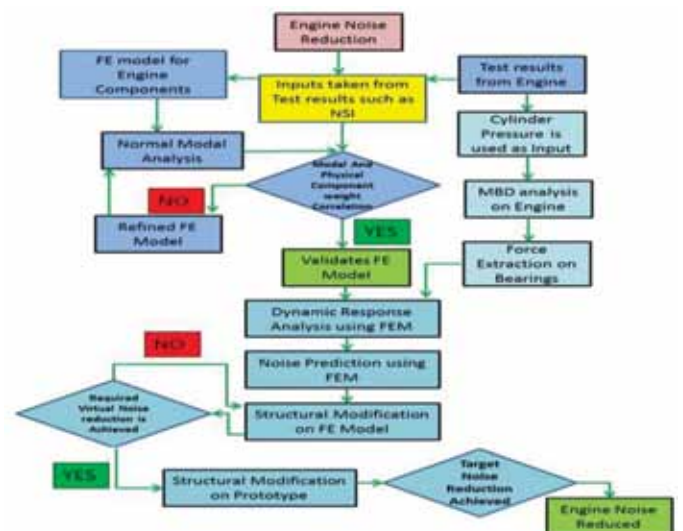 Engine Noise
Reduction
FE model for
Engine
Components
Inputs taken from
Test results such as
NSI
Test results
from Engine
Cylinder
Pressure is
used as Input
Normal Modal
Analysis
Modal And
Physical
Component
weight
Correlation
MBD analysis
on Engine
NO
Refined FE
Model
YES
Force
Extraction on
Bearings
Validates FE
Model
Dynamic Response
Analysis using FEM
NO
Noise Prediction using
FEM
Required
Virtual Noise
reduction is
Achieved
Structural Modification
on FE Model
YES
Structural Modification
on Prototype
Target
Noise
Reduction
Achieved
Engine Noise
Reduced